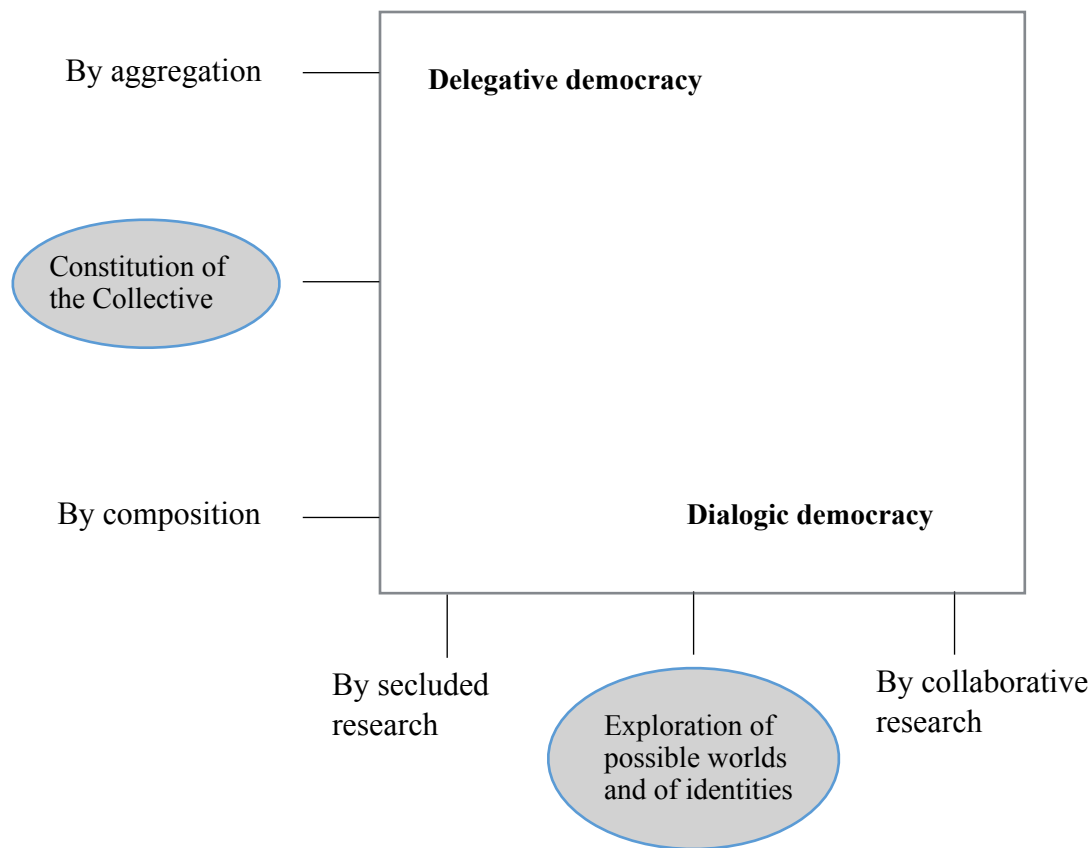 By aggregation
Delegative democracy
Constitution of
the Collective
By composition
Dialogic democracy
By secluded
research
Exploration of
possible worlds
and of identities
By collaborative
research